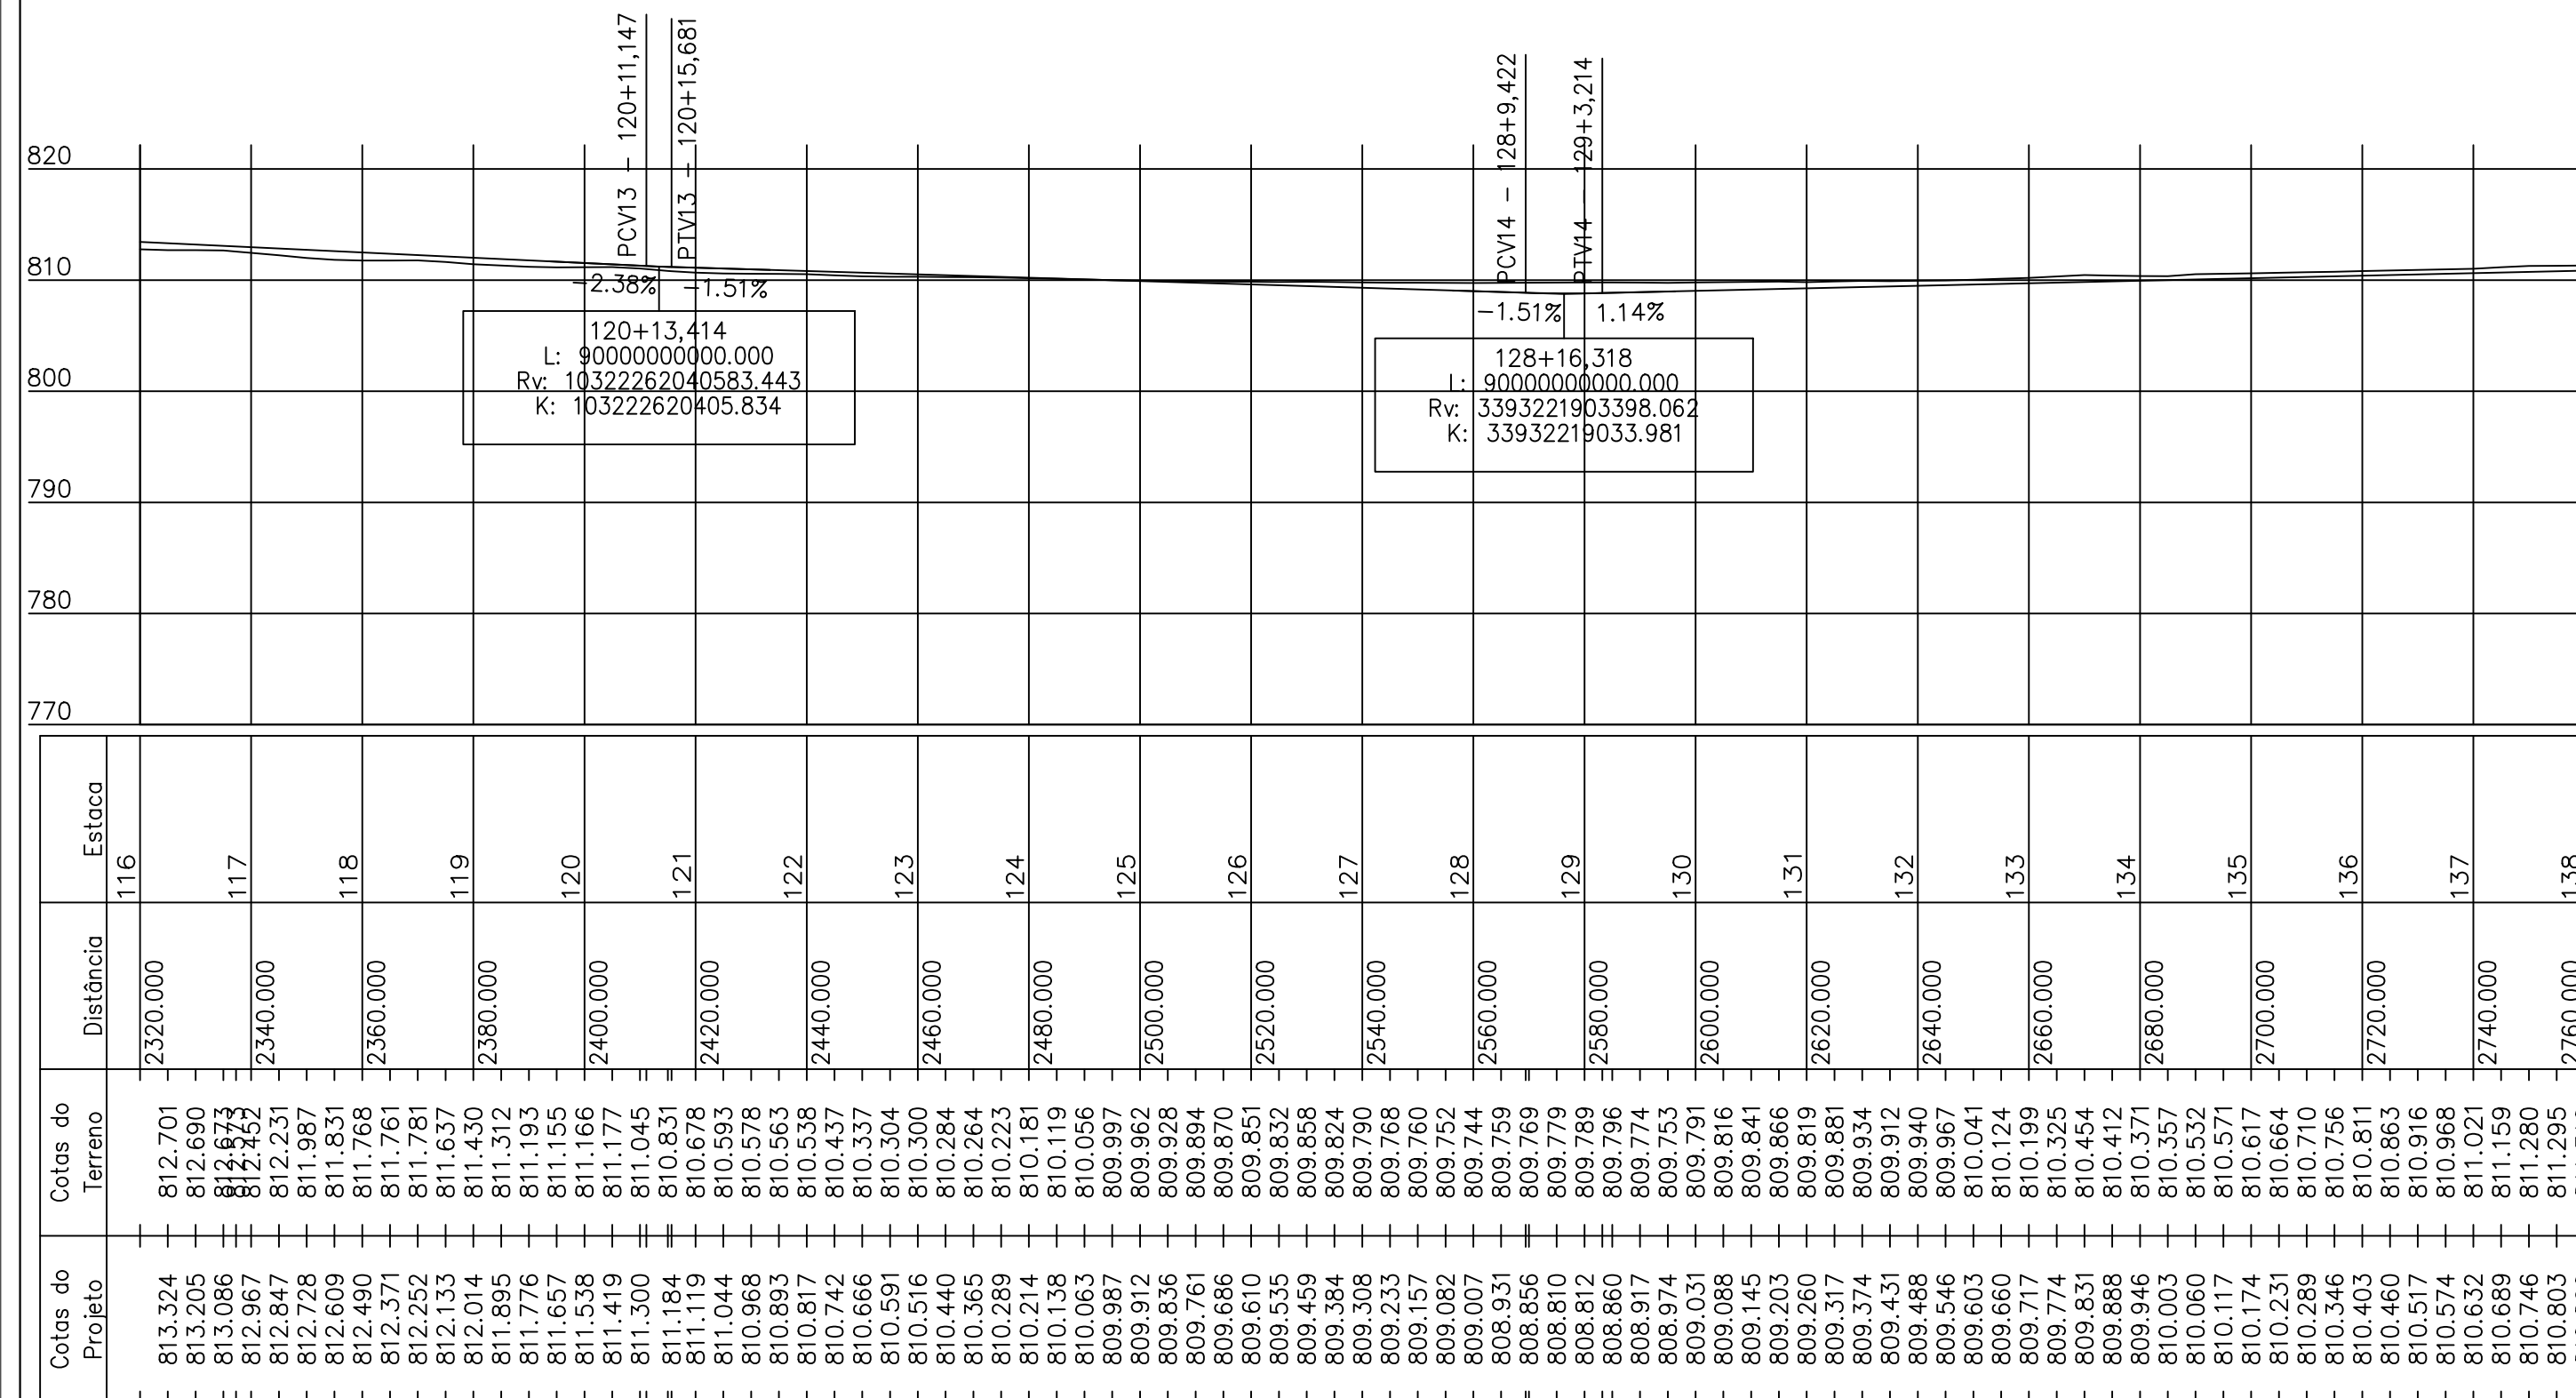 PCV13 - 120+11,147
PTV13 - 120+15,681
PCV14 - 128+9,422
PTV14 - 129+3,214
820
810
800
790
780
770
-2.38%
-1.51%
120+13,414
L: 90000000000.000
Rv: 10322262040583.443
K: 103222620405.834
-1.51%
1.14%
128+16,318
L: 90000000000.000
Rv: 3393221903398.062
K: 33932219033.981
Estaca
116 117 118 119 120 121 122 123 124 125 126 127 128 129 130 131 132 133 134 135 136 137 138
Distância
2320.000 2340.000 2360.000 2380.000 2400.000 2420.000 2440.000 2460.000 2480.000 2500.000 2520.000 2540.000 2560.000 2580.000 2600.000 2620.000 2640.000 2660.000 2680.000 2700.000 2720.000 2740.000 2760.000
Cotas do
Terreno
812.701 812.690 812.673 812.452 812.231 811.987 811.831 811.768 811.761 811.781 811.637 811.430 811.312 811.193 811.155 811.166 811.177 811.045 810.831 810.678 810.593 810.578 810.563 810.538 810.437 810.337 810.304 810.300 810.284 810.264 810.223 810.181 810.119 810.056 809.997 809.962 809.928 809.894 809.870 809.851 809.832 809.858 809.824 809.790 809.768 809.760 809.752 809.744 809.759 809.769 809.779 809.789 809.796 809.774 809.753 809.791 809.816 809.841 809.866 809.819 809.881 809.934 809.912 809.940 809.967 810.041 810.124 810.199 810.325 810.454 810.412 810.371 810.357 810.532 810.571 810.617 810.664 810.710 810.756 810.811 810.863 810.916 810.968 811.021 811.159 811.280 811.295
Cotas do
Projeto
813.324 813.205 813.086 812.967 812.847 812.728 812.609 812.490 812.371 812.252 812.133 812.014 811.895 811.776 811.657 811.538 811.419 811.300 811.184 811.119 811.044 810.968 810.893 810.817 810.742 810.666 810.591 810.516 810.440 810.365 810.289 810.214 810.138 810.063 809.987 809.912 809.836 809.761 809.686 809.610 809.535 809.459 809.384 809.308 809.233 809.157 809.082 809.007 808.931 808.856 808.810 808.812 808.860 808.917 808.974 809.031 809.088 809.145 809.203 809.260 809.317 809.374 809.431 809.488 809.546 809.603 809.660 809.717 809.774 809.831 809.888 809.946 810.003 810.060 810.117 810.174 810.231 810.289 810.346 810.403 810.460 810.517 810.574 810.632 810.689 810.746 810.803